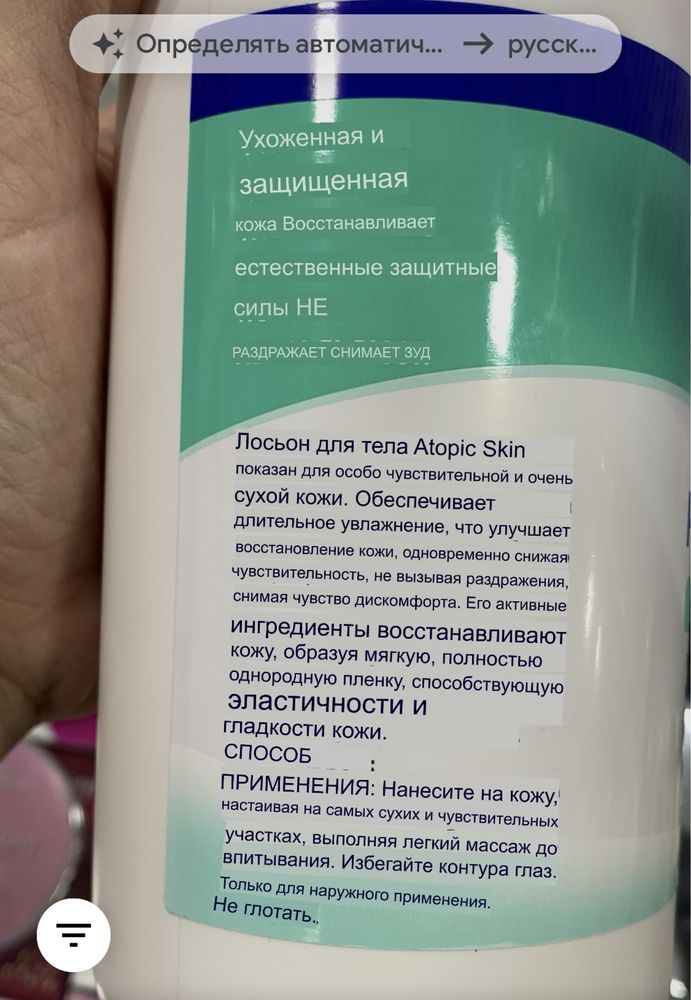 Определять автоматич... → русск...
Ухоженная и
защищенная
кожа Восстанавливает
естественные защитные
силы НЕ
РАЗДРАЖАЕТ СНИМАЕТ ЗУД
Лосьон для тела Atopic Skin
показан для особо чувствительной и очень
сухой кожи. Обеспечивает
длительное увлажнение, что улучшает
восстановление кожи, одновременно снижая
чувствительность, не вызывая раздражения,
снимая чувство дискомфорта. Его активные
ингредиенты восстанавливают
кожу, образуя мягкую, полностью
однородную пленку, способствующую
эластичности и
гладкости кожи.
СПОСОБ
ПРИМЕНЕНИЯ: Нанесите на кожу,
настаивая на самых сухих и чувствительных
участках, выполняя легкий массаж до
впитывания. Избегайте контура глаз.
Только для наружного применения.
Не глотать.